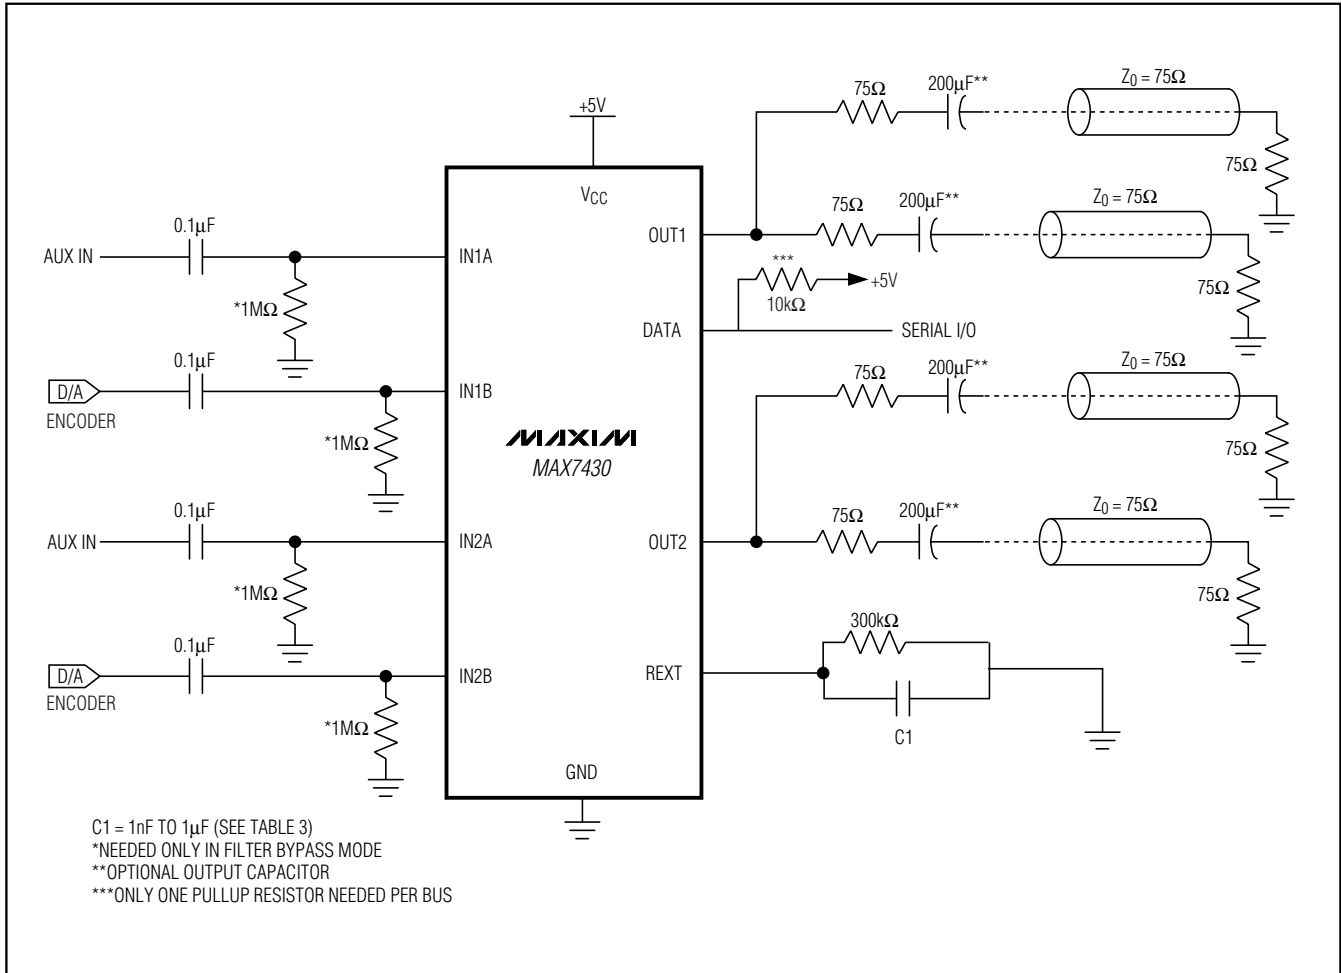 +5V
VCC
75Ω
200μF**
Z0 = 75Ω
75Ω
75Ω
200μF**
Z0 = 75Ω
75Ω
OUT1
***
10kΩ
+5V
DATA
SERIAL I/O
0.1μF
AUX IN
IN1A
*1MΩ
0.1μF
D/A
ENCODER
IN1B
*1MΩ
MAXIM
MAX7430
75Ω
200μF**
Z0 = 75Ω
75Ω
0.1μF
AUX IN
IN2A
*1MΩ
75Ω
200μF**
Z0 = 75Ω
OUT2
75Ω
0.1μF
D/A
ENCODER
IN2B
*1MΩ
300kΩ
REXT
C1
GND
C1 = 1nF TO 1μF (SEE TABLE 3)
*NEEDED ONLY IN FILTER BYPASS MODE
**OPTIONAL OUTPUT CAPACITOR
***ONLY ONE PULLUP RESISTOR NEEDED PER BUS